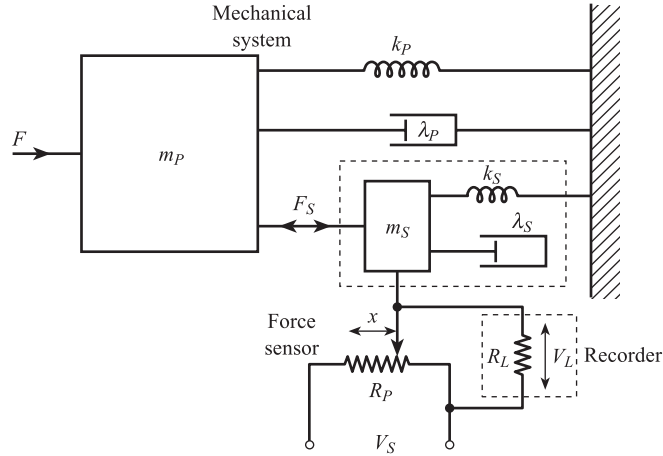 Mechanical
system
k_P
F
m_P
λ_P
k_S
F_S
m_S
λ_S
Force
sensor
x
R_P
R_L
V_L
Recorder
V_S